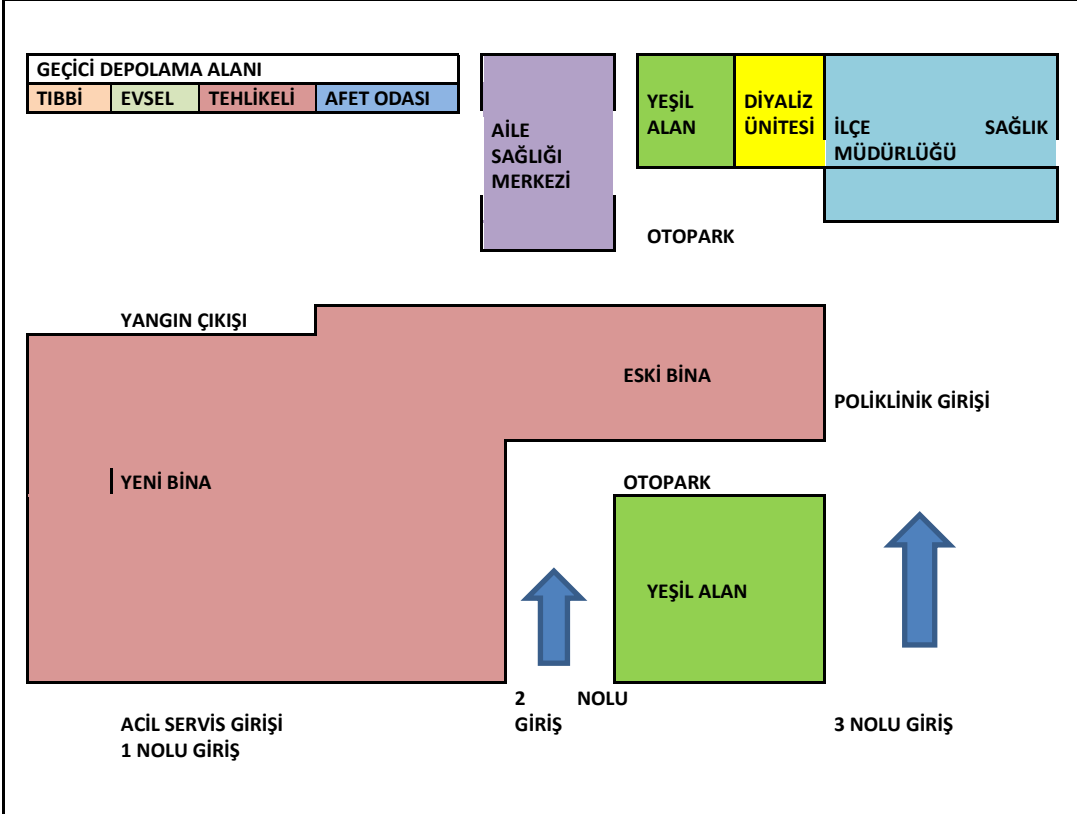 GEÇİCİ DEPOLAMA ALANI
TIBBİ EVSEL TEHLİKELİ AFET ODASI
AİLE
SAĞLIĞI
MERKEZİ
YEŞİL
ALAN
DİYALİZ
ÜNİTESİ
İLÇE SAĞLIK
MÜDÜRLÜĞÜ
OTOPARK
YANGIN ÇIKIŞI
ESKİ BİNA
POLİKLİNİK GİRİŞİ
YENİ BİNA
OTOPARK
YEŞİL ALAN
ACİL SERVİS GİRİŞİ
1 NOLU GİRİŞ
2 NOLU
GİRİŞ
3 NOLU GİRİŞ